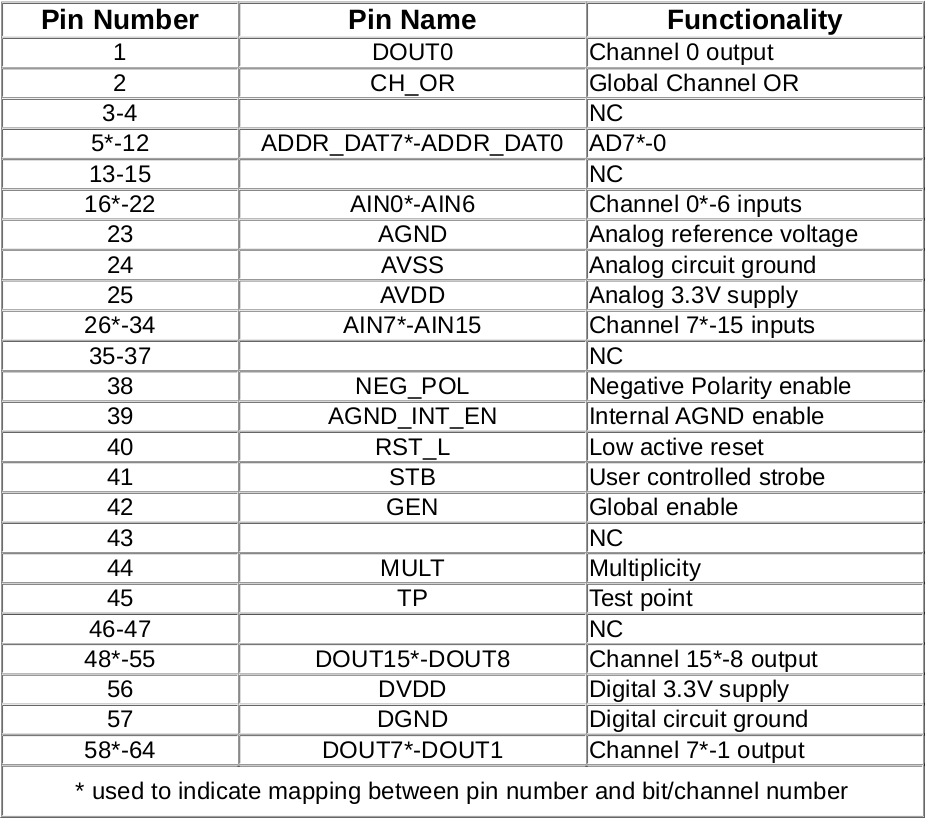 Pin Number Pin Name Functionality
1 DOUT0 Channel 0 output
2 CH_OR Global Channel OR
3-4 NC
5*-12 ADDR_DAT7*-ADDR_DAT0 AD7*-0
13-15 NC
16*-22 AIN0*-AIN6 Channel 0*-6 inputs
23 AGND Analog reference voltage
24 AVSS Analog circuit ground
25 AVDD Analog 3.3V supply
26*-34 AIN7*-AIN15 Channel 7*-15 inputs
35-37 NC
38 NEG_POL Negative Polarity enable
39 AGND_INT_EN Internal AGND enable
40 RST_L Low active reset
41 STB User controlled strobe
42 GEN Global enable
43 NC
44 MULT Multiplicity
45 TP Test point
46-47 NC
48*-55 DOUT15*-DOUT8 Channel 15*-8 output
56 DVDD Digital 3.3V supply
57 DGND Digital circuit ground
58*-64 DOUT7*-DOUT1 Channel 7*-1 output
* used to indicate mapping between pin number and bit/channel number